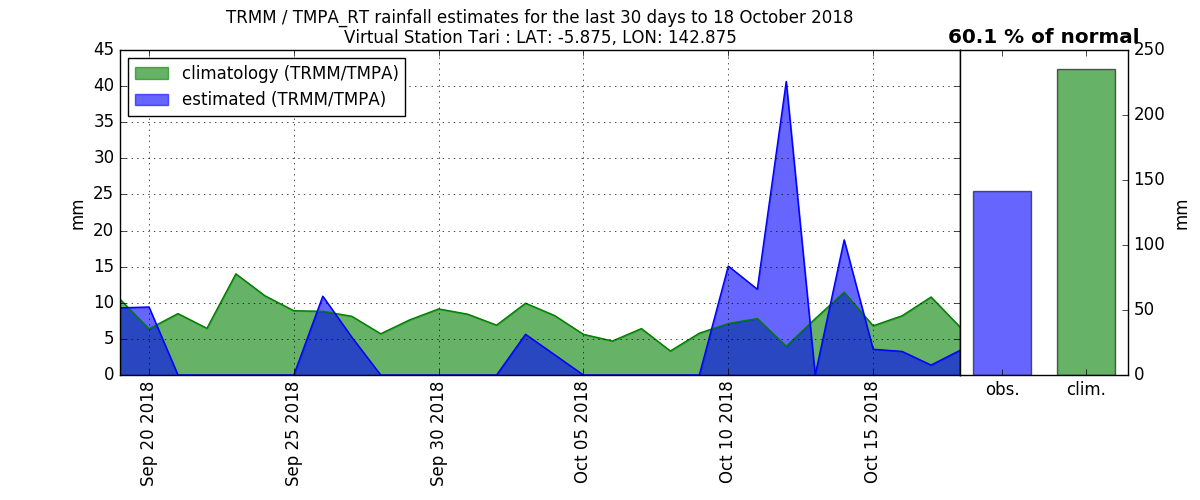 TRMM / TMPA_RT rainfall estimates for the last 30 days to 18 October 2018
Virtual Station Tari : LAT: -5.875, LON: 142.875
60.1 % of normal
climatology (TRMM/TMPA)
estimated (TRMM/TMPA)
45
40
35
30
25
20
15
10
5
0
mm
Sep 20 2018
Sep 25 2018
Sep 30 2018
Oct 05 2018
Oct 10 2018
Oct 15 2018
250
200
150
100
50
0
mm
obs.
clim.